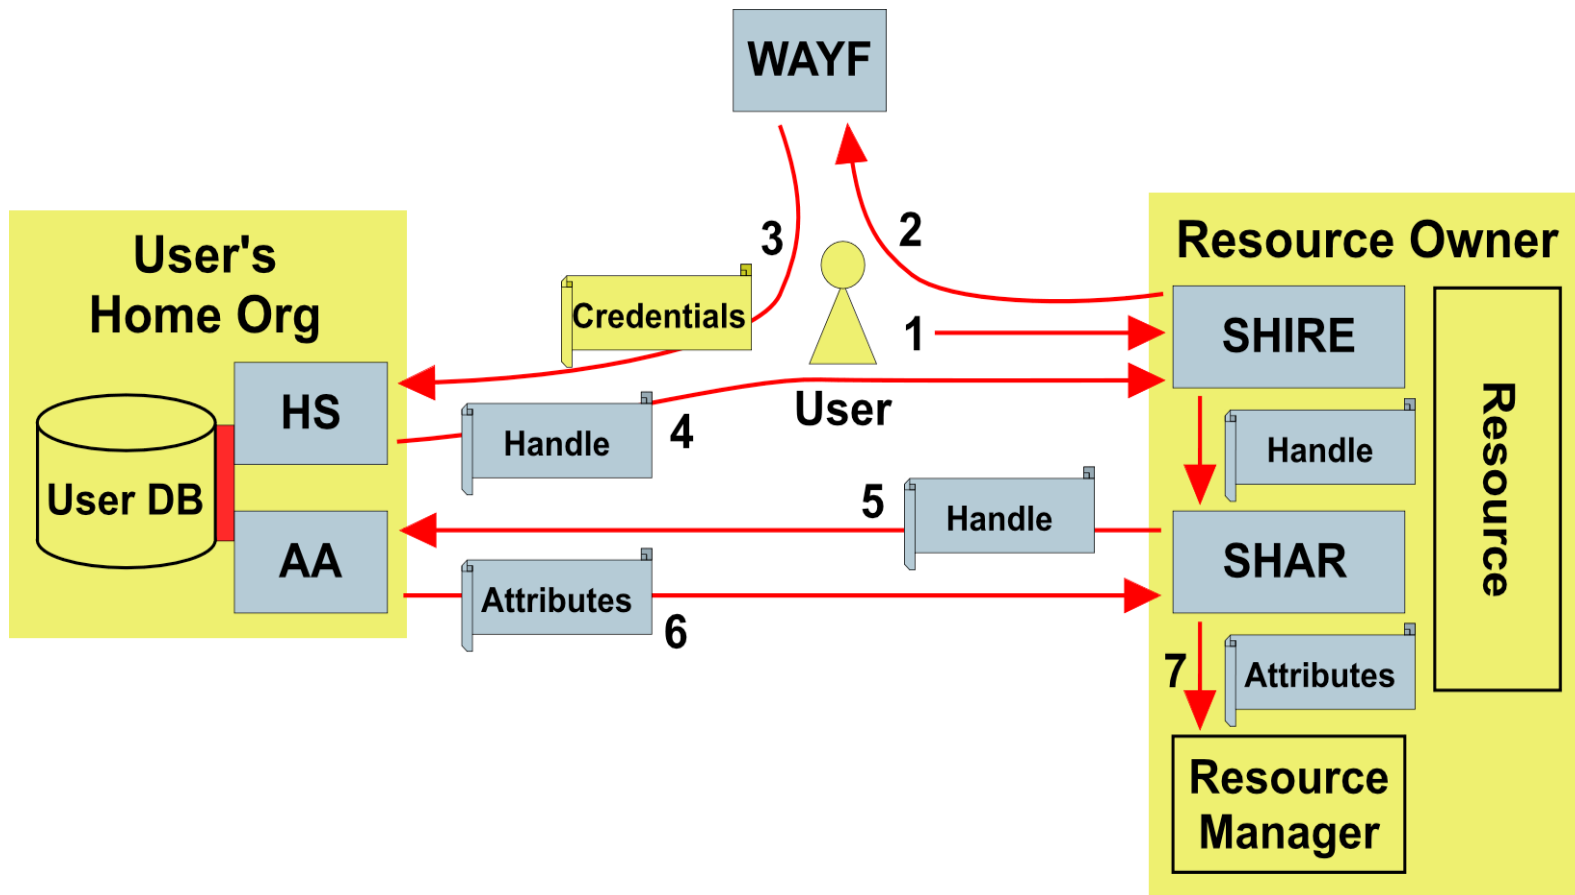 WAYF
User's
Home Org
HS
User DB
AA
3
Credentials
2
1
User
4
Handle
5
Handle
Attributes
6
Resource Owner
SHIRE
Handle
SHAR
7
Attributes
Resource
Manager
Resource